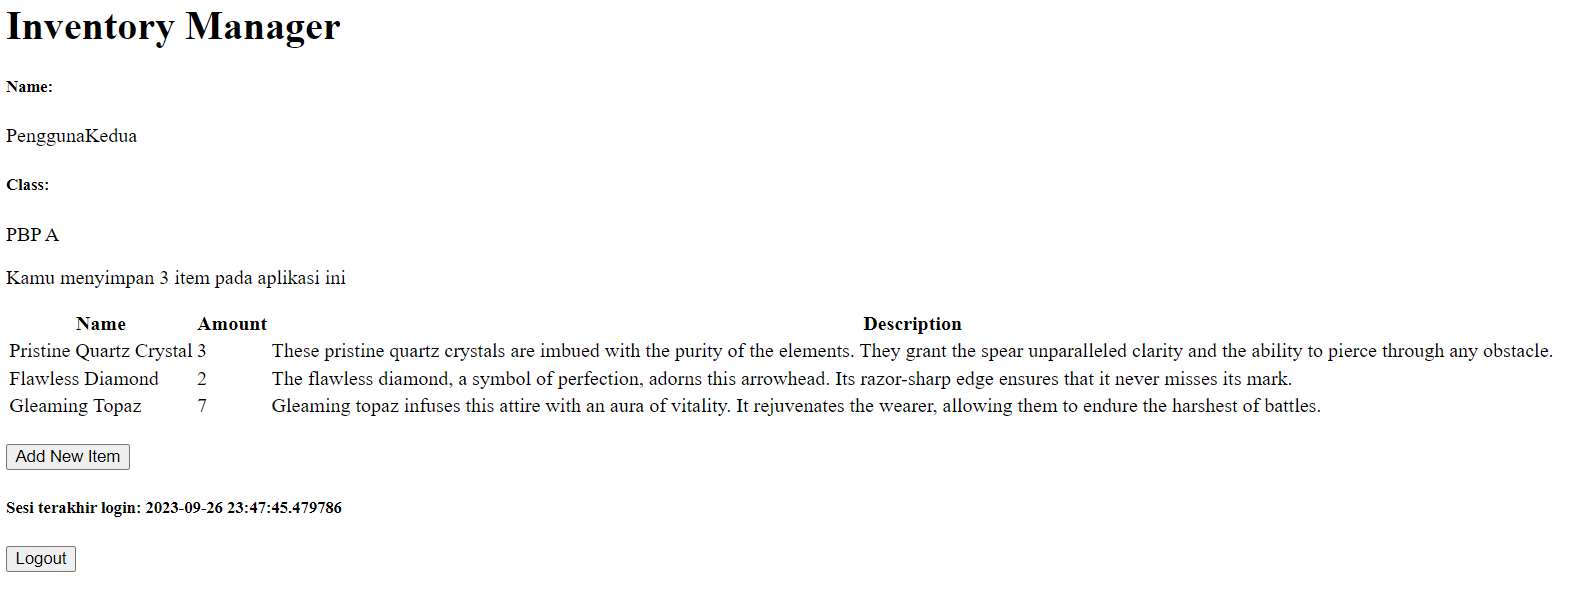 Inventory Manager
Name:
PenggunaKedua
Class:
PBP A
Kamu menyimpan 3 item pada aplikasi ini
Name Amount Description
Pristine Quartz Crystal 3 These pristine quartz crystals are imbued with the purity of the elements. They grant the spear unparalleled clarity and the ability to pierce through any obstacle.
Flawless Diamond 2 The flawless diamond, a symbol of perfection, adorns this arrowhead. Its razor-sharp edge ensures that it never misses its mark.
Gleaming Topaz 7 Gleaming topaz infuses this attire with an aura of vitality. It rejuvenates the wearer, allowing them to endure the harshest of battles.
Add New Item
Sesi terakhir login: 2023-09-26 23:47:45.479786
Logout